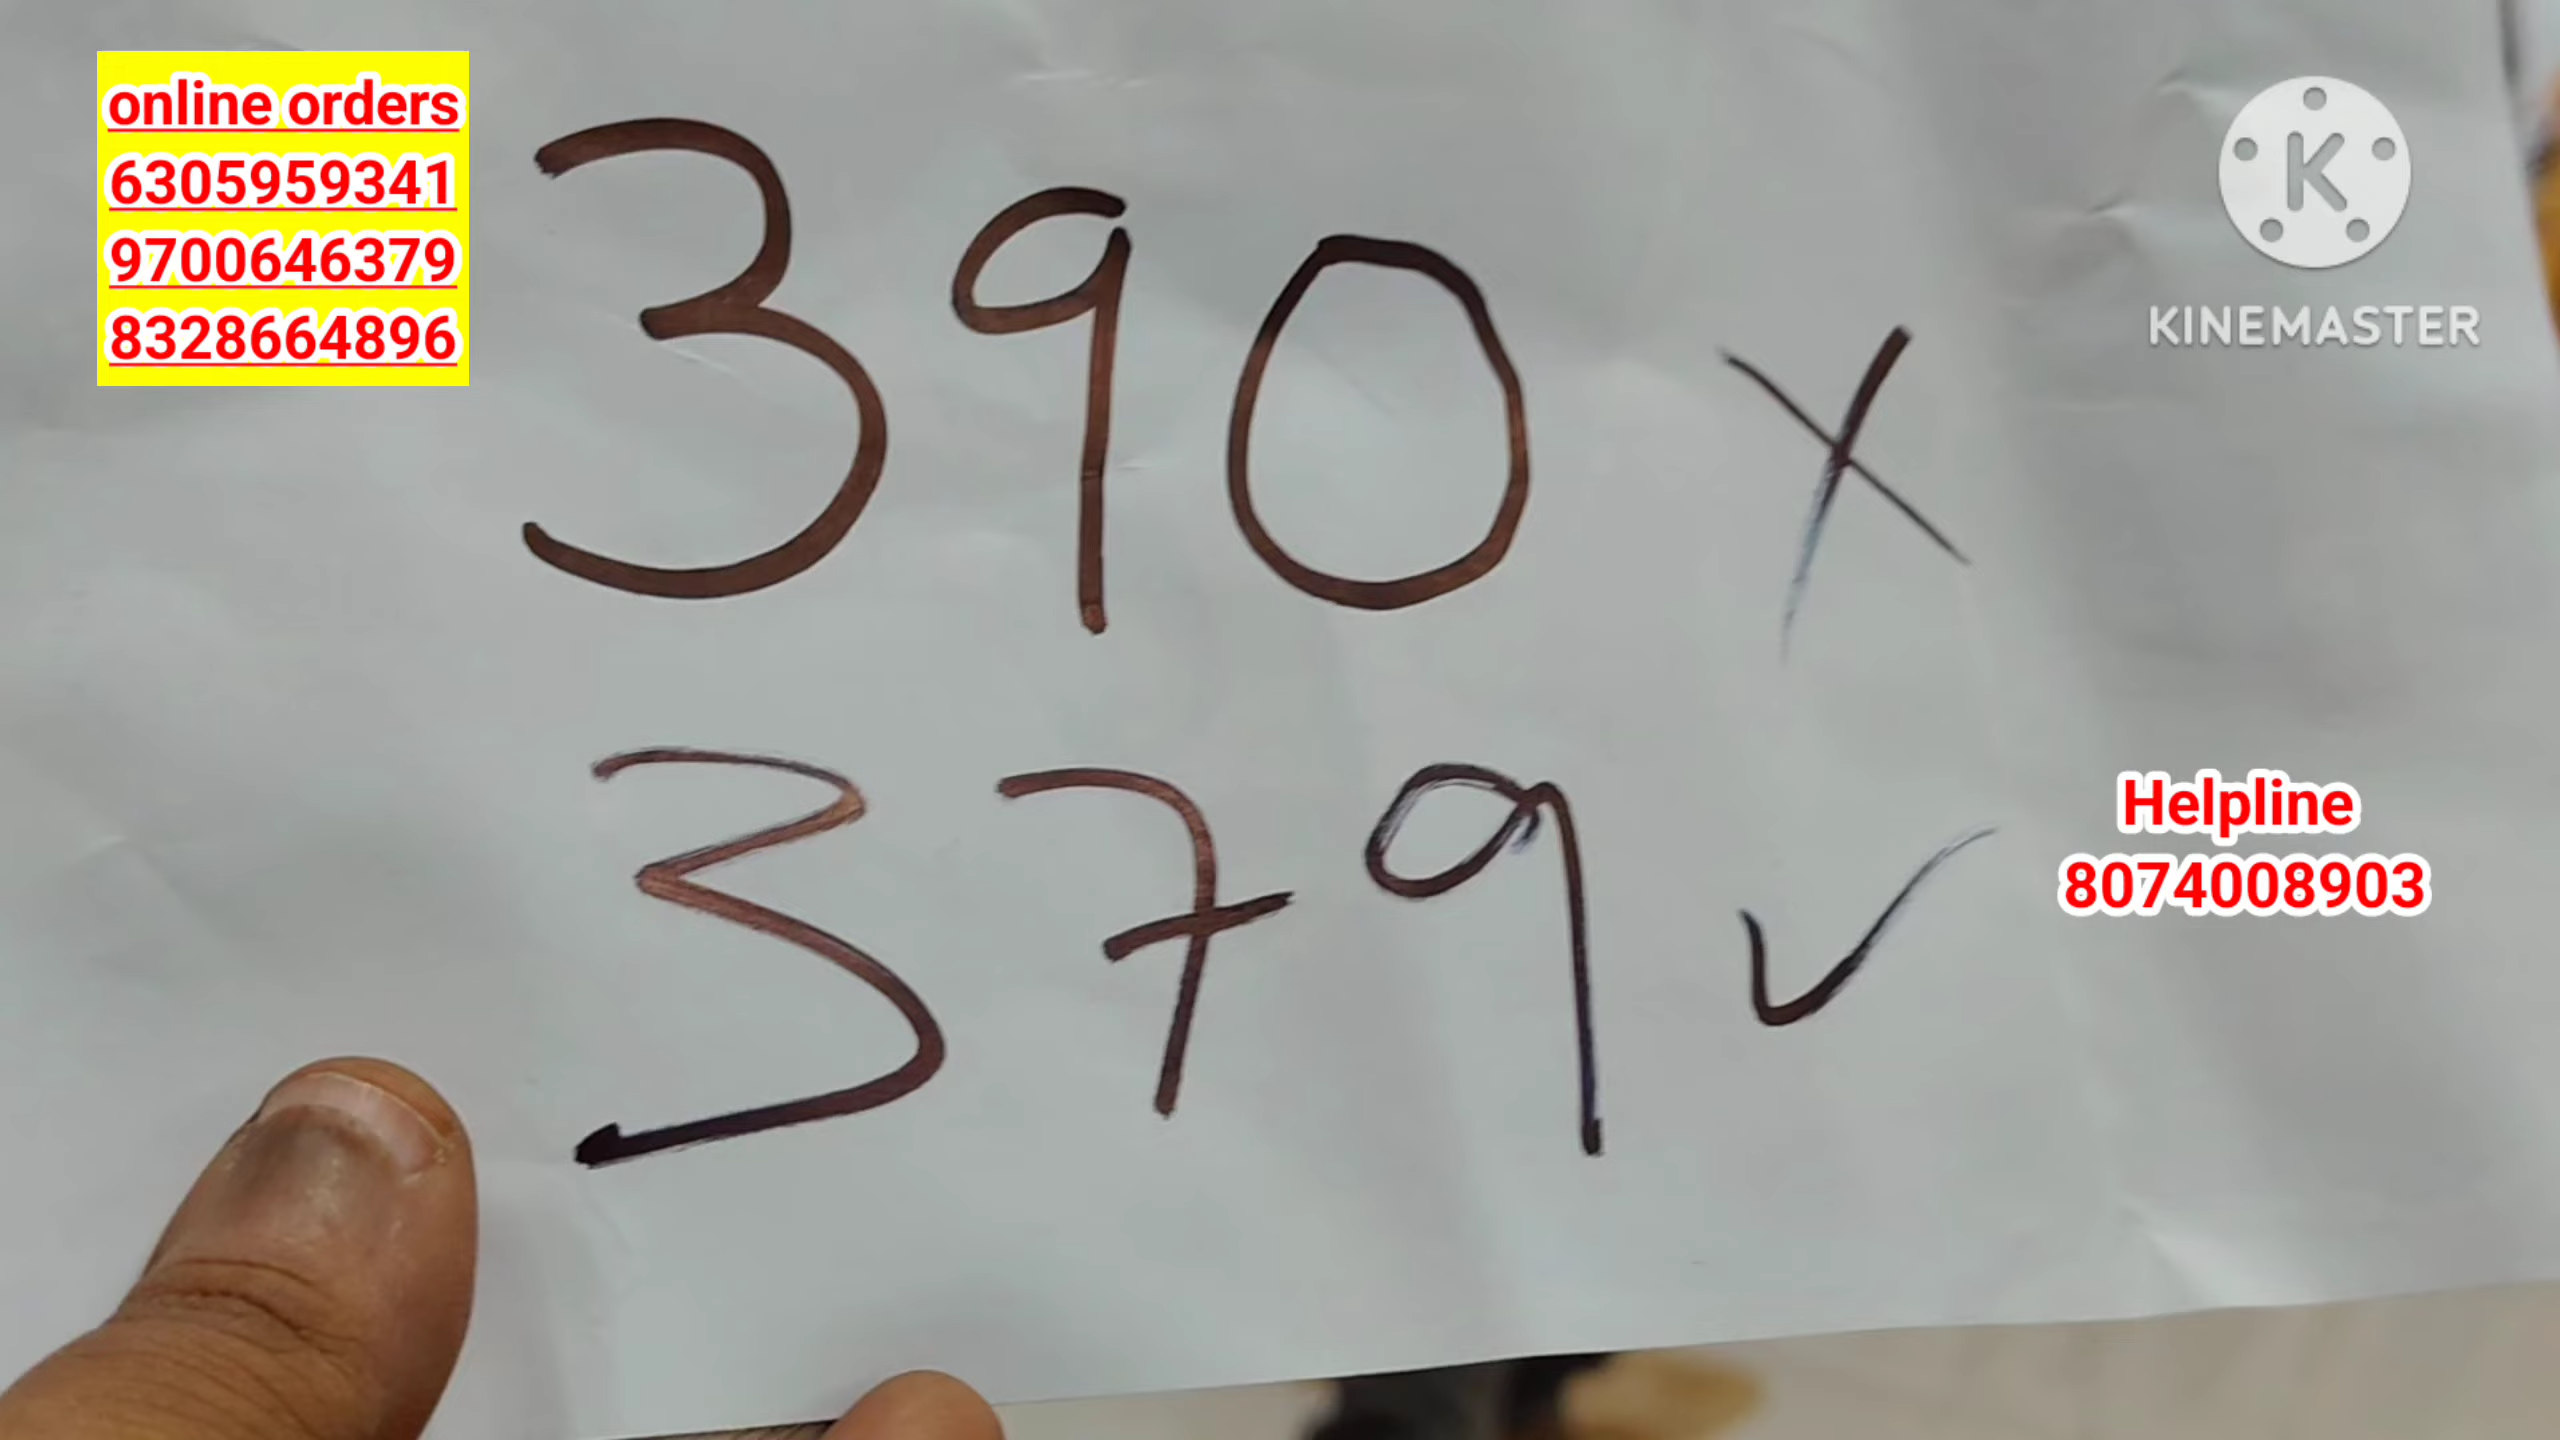 online orders
6305959341
9700646379
8328664896
KINEMASTER
390 x
379 ✓
Helpline
8074008903